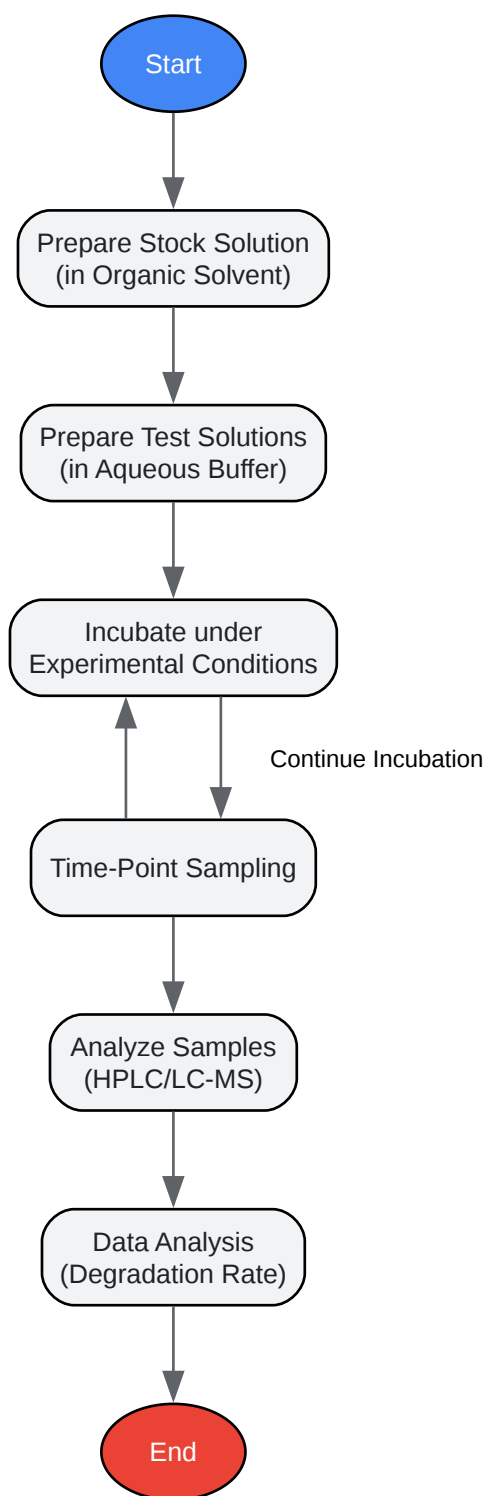 Start
Prepare Stock Solution
(in Organic Solvent)
Prepare Test Solutions
(in Aqueous Buffer)
Incubate under
Experimental Conditions
Continue Incubation
Time-Point Sampling
Analyze Samples
(HPLC/LC-MS)
Data Analysis
(Degradation Rate)
End